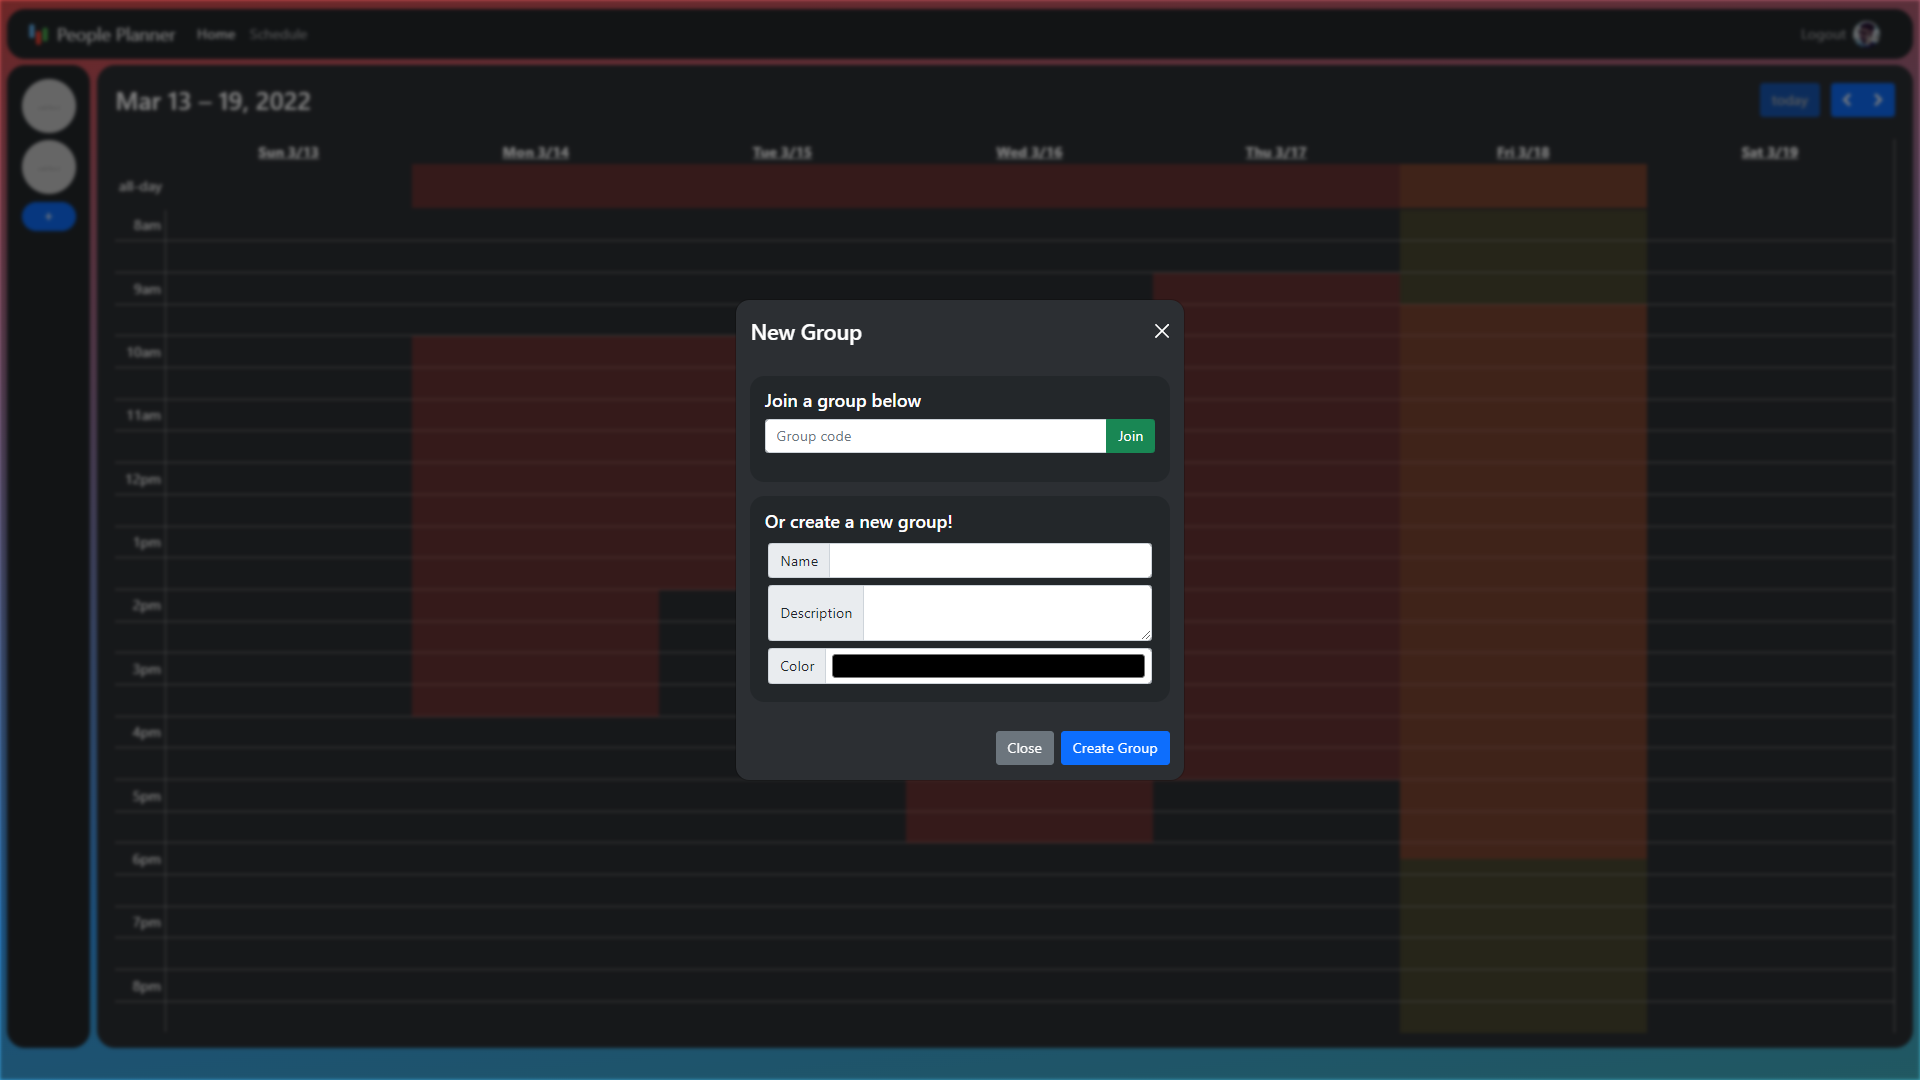 People Planner Home Schedule Logout
Mar 13 – 19, 2022 today
Sun 3/13 Mon 3/14 Tue 3/15 Wed 3/16 Thu 3/17 Fri 3/18 Sat 3/19
all-day
+
8am
9am
10am
11am
12pm
1pm
2pm
3pm
4pm
5pm
6pm
7pm
8pm
New Group
Join a group below
Group code Join
Or create a new group!
Name
Description
Color
Close Create Group